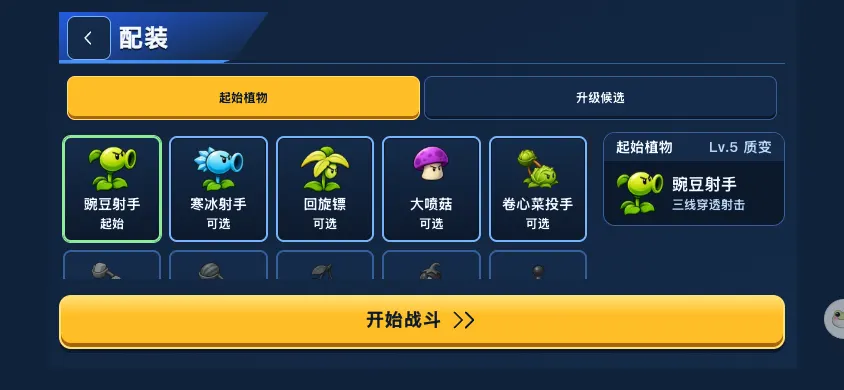 配装
起始植物
升级候选
豌豆射手
起始
寒冰射手
可选
回旋镖
可选
大喷菇
可选
卷心菜投手
可选
起始植物 Lv.5 质变
豌豆射手
三线穿透射击
开始战斗